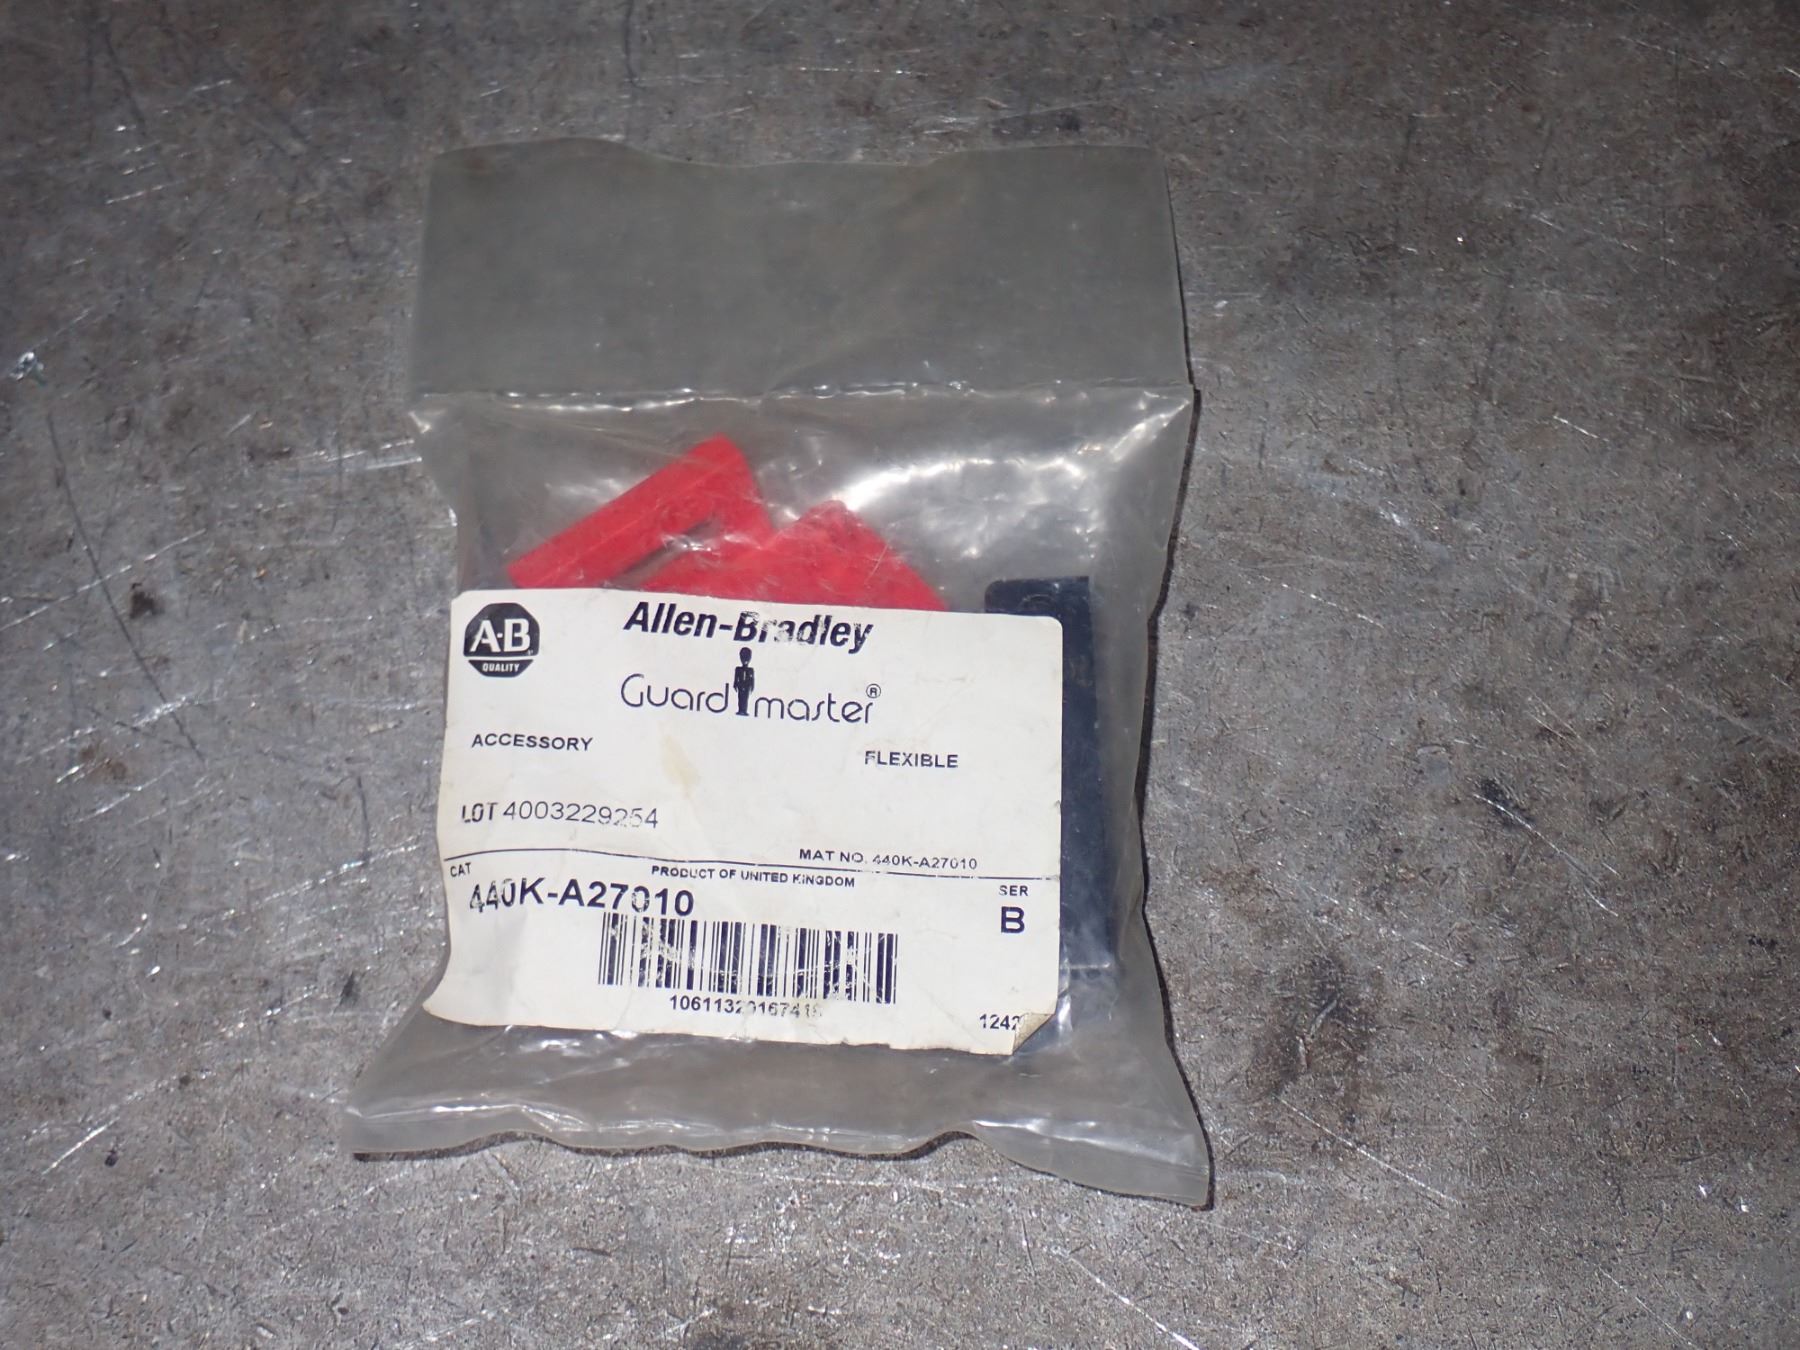 A-B
QUALITY
Allen-Bradley
Guardmaster®
ACCESSORY
FLEXIBLE
LOT 4003229254
MAT NO. 440K-A27010
CAT
PRODUCT OF UNITED KINGDOM
SER
440K-A27010
B
1242